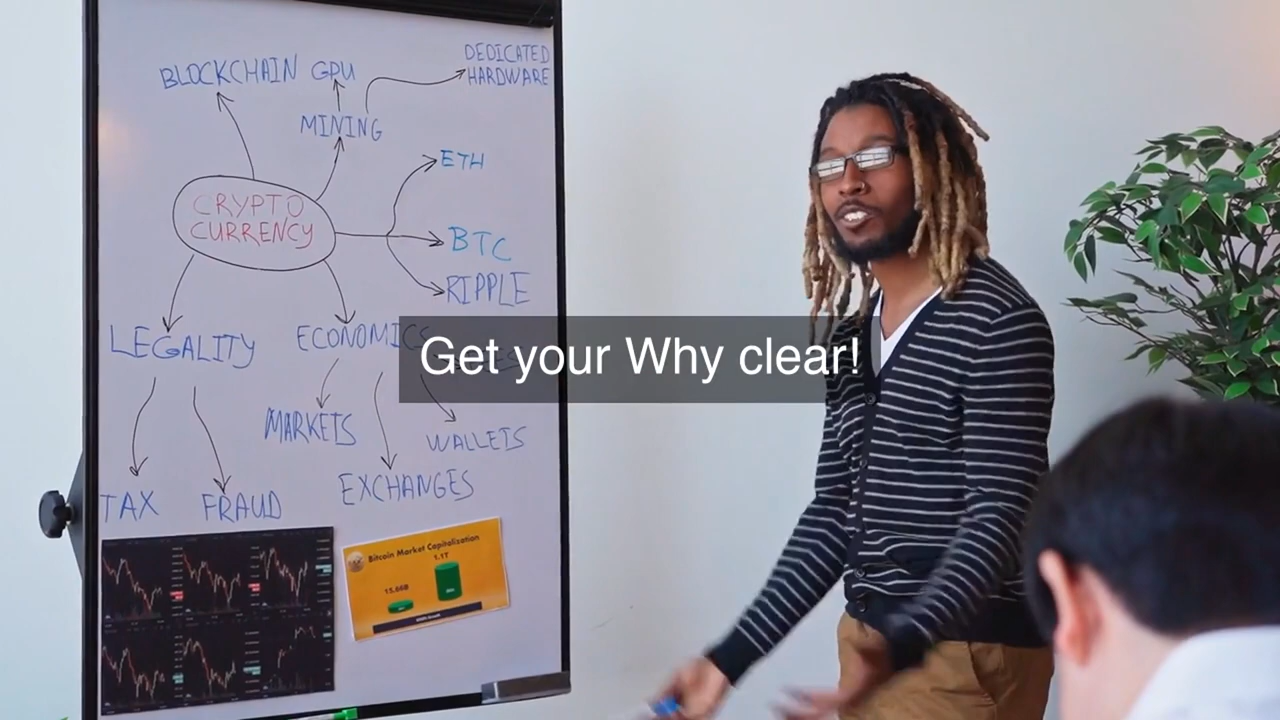 DEDICATED
HARDWARE
BLOCKCHAIN GPU
MINING
ETH
CRYPTO
CURRENCY
BTC
RIPPLE
LEGALITY ECONOMICS
Get your Why clear!
MARKETS
WALLETS
EXCHANGES
TAX FRAUD
Bitcoin Market Capitalization
1.1T
15.66B